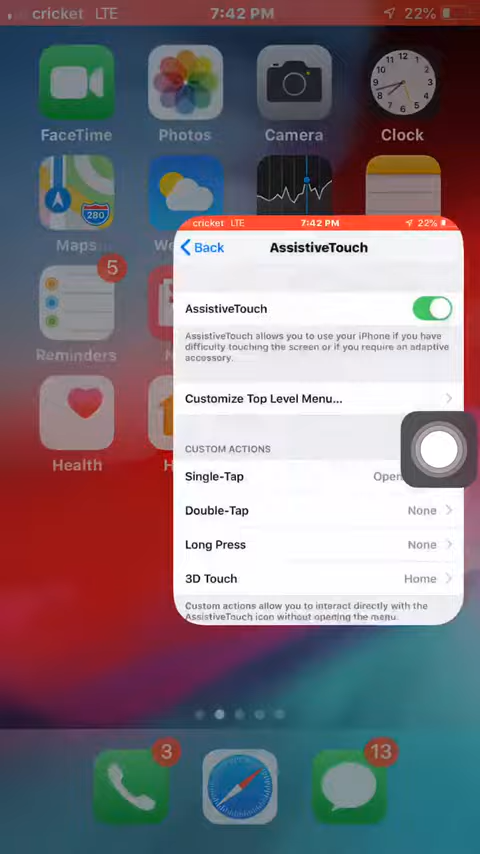 cricket LTE 7:42 PM 22%
FaceTime Photos Camera Clock
280
Maps We
cricket LTE 7:42 PM 22%
Back AssistiveTouch
5
AssistiveTouch
AssistiveTouch allows you to use your iPhone if you have
difficulty touching the screen or if you require an adaptive
accessory.
Reminders N
Customize Top Level Menu...
CUSTOM ACTIONS
Health H
Single-Tap Open
Double-Tap None
Long Press None
3D Touch Home
Custom actions allow you to interact directly with the
AssistiveTouch icon without opening the menu.
3 13